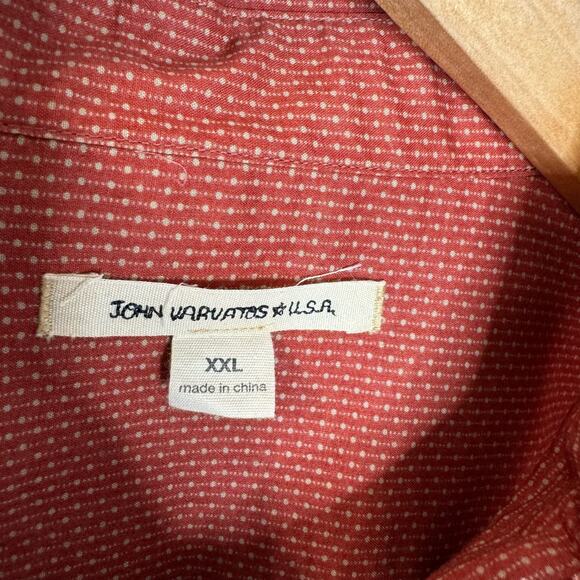 JOHN VARVATOS ☆ U.S.A.
XXL
made in china